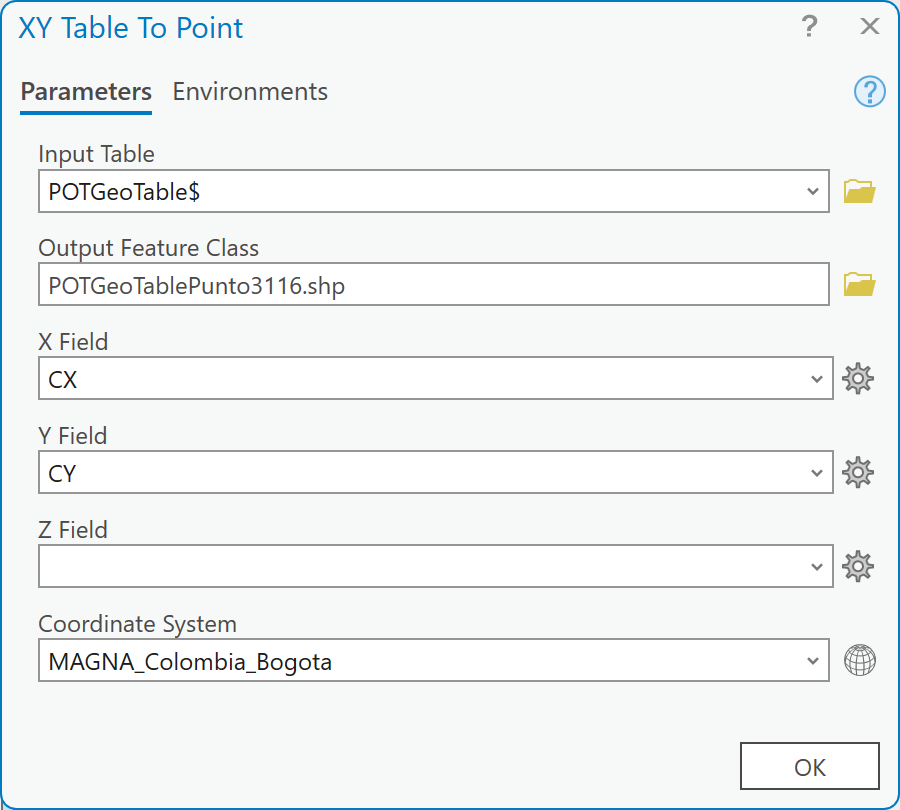 XY Table To Point
?
Parameters Environments
?
Input Table
POTGeoTable$
Output Feature Class
POTGeoTablePunto3116.shp
X Field
CX
Y Field
CY
Z Field
Coordinate System
MAGNA_Colombia_Bogota
OK